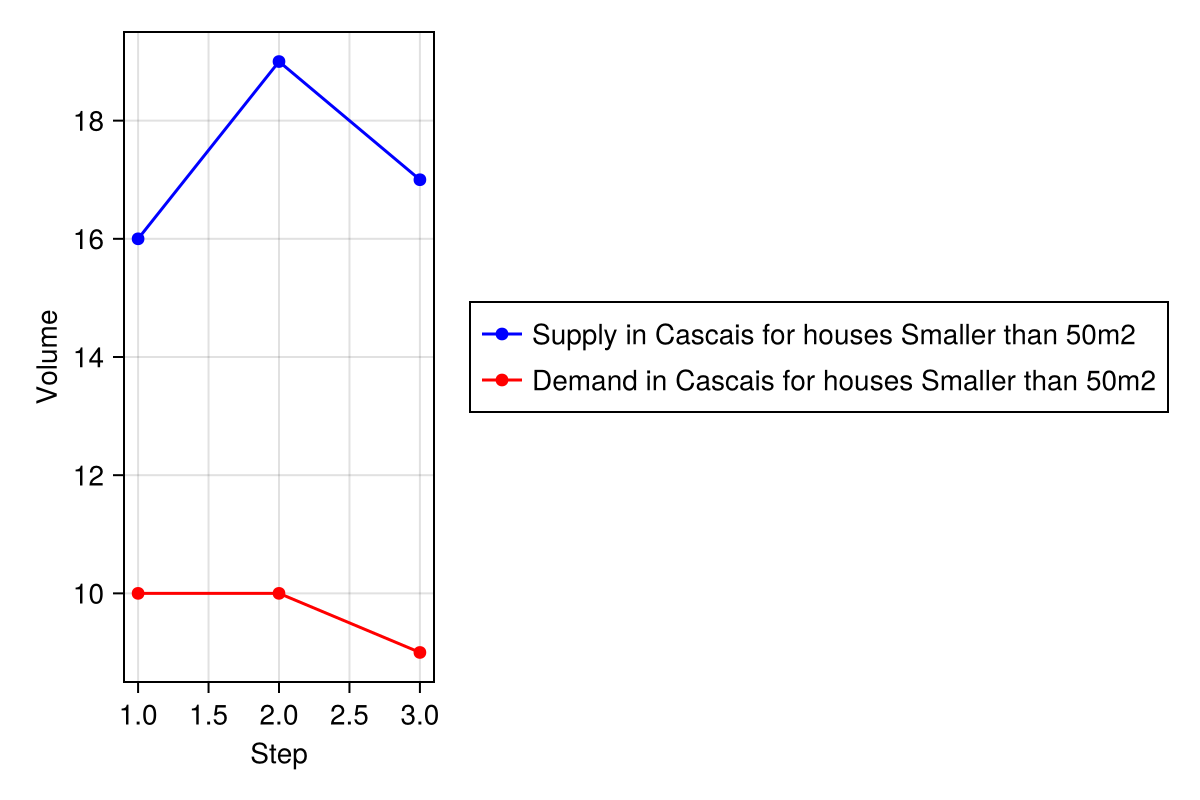 18
16
14
12
10
Volume
1.0 1.5 2.0 2.5 3.0
Step
Supply in Cascais for houses Smaller than 50m2
Demand in Cascais for houses Smaller than 50m2